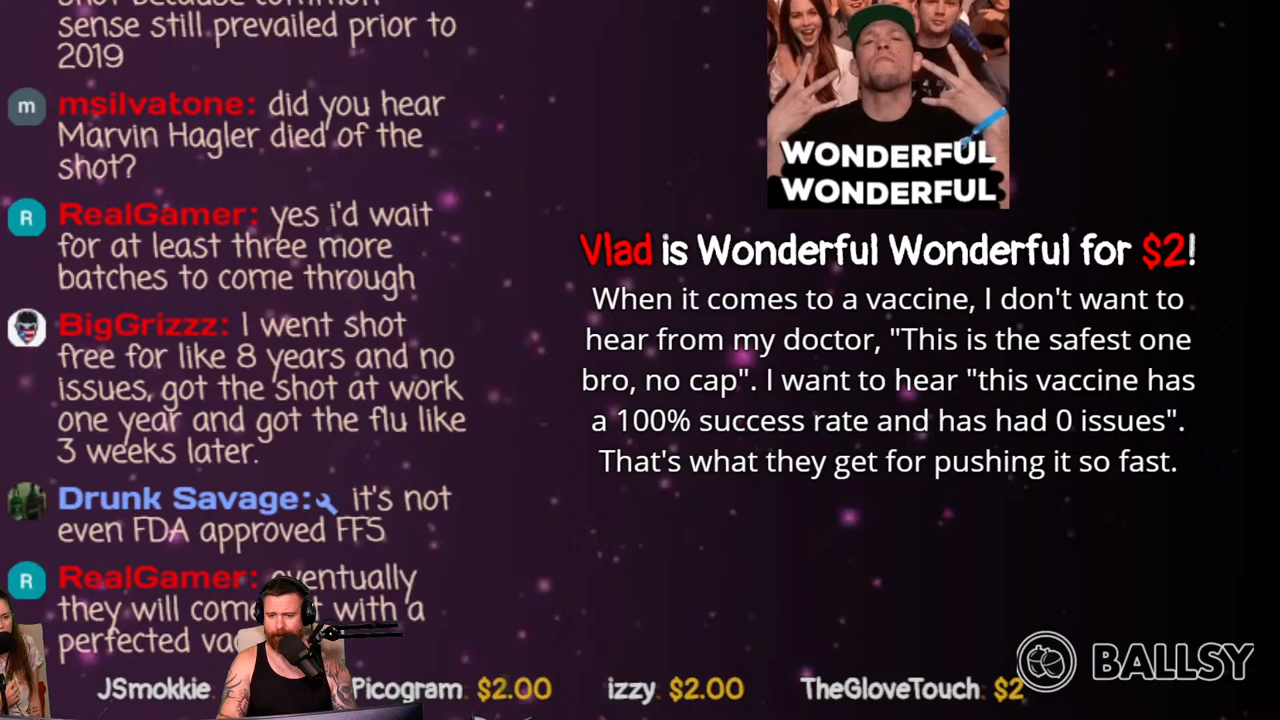 shot because common
sense still prevailed prior to
2019
m
msilvatone: did you hear
Marvin Hagler died of the
shot?
R
RealGamer: yes i'd wait
for at least three more
batches to come through
BigGrizzz: I went shot
free for like 8 years and no
issues, got the shot at work
one year and got the flu like
3 weeks later.
Drunk Savage: it's not
even FDA approved FFS
R
RealGamer: eventually
they will come with a
perfected
WONDERFUL
WONDERFUL
Vlad is Wonderful Wonderful for $2!
When it comes to a vaccine, I don't want to
hear from my doctor, "This is the safest one
bro, no cap". I want to hear "this vaccine has
a 100% success rate and has had 0 issues".
That's what they get for pushing it so fast.
BALLSY
JSmokkie Picogram: $2.00 izzy: $2.00 TheGloveTouch: $2